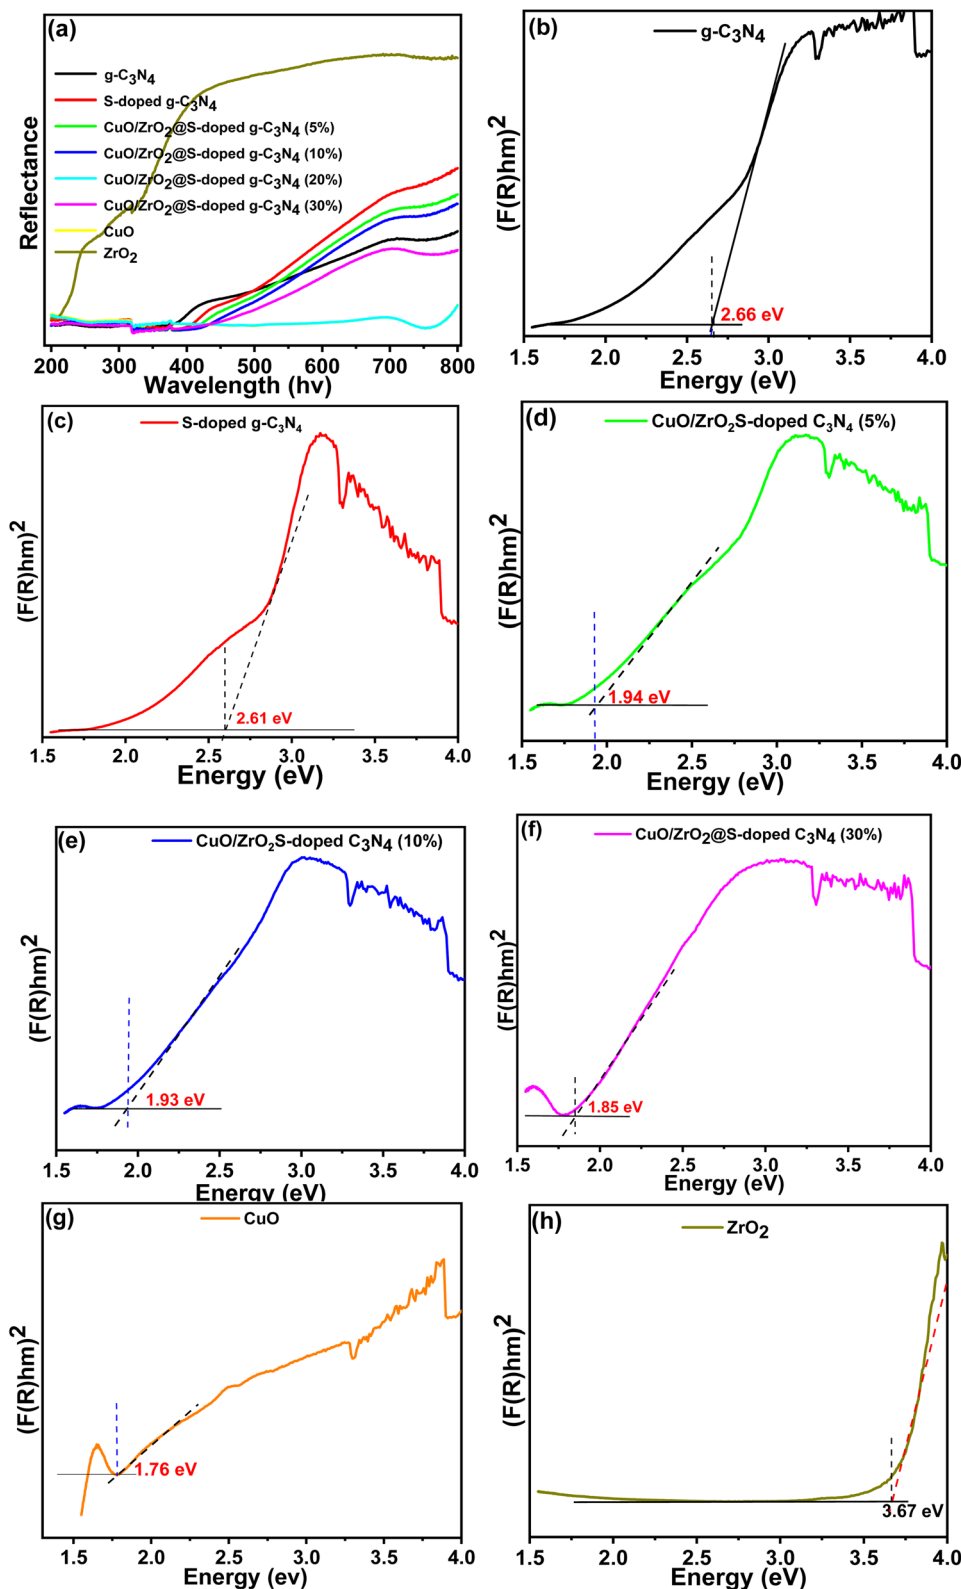 (a)
g-C3N4
S-doped g-C3N4
CuO/ZrO2@S-doped g-C3N4 (5%)
CuO/ZrO2@S-doped g-C3N4 (10%)
CuO/ZrO2@S-doped g-C3N4 (20%)
CuO/ZrO2@S-doped g-C3N4 (30%)
CuO
ZrO2
Reflectance
200 300 400 500 600 700 800
Wavelength (hv)
(b)
g-C3N4
(F(R)hm)2
2.66 eV
1.5 2.0 2.5 3.0 3.5 4.0
Energy (eV)
(c)
S-doped g-C3N4
(F(R)hm)2
2.61 eV
1.5 2.0 2.5 3.0 3.5 4.0
Energy (eV)
(d)
CuO/ZrO2S-doped C3N4 (5%)
(F(R)hm)2
1.94 eV
1.5 2.0 2.5 3.0 3.5 4.0
Energy (eV)
(e)
CuO/ZrO2S-doped C3N4 (10%)
(F(R)hm)2
1.93 eV
1.5 2.0 2.5 3.0 3.5 4.0
Energy (eV)
(f)
CuO/ZrO2@S-doped C3N4 (30%)
(F(R)hm)2
1.85 eV
1.5 2.0 2.5 3.0 3.5 4.0
Energy (eV)
(g)
CuO
(F(R)hm)2
1.76 eV
1.5 2.0 2.5 3.0 3.5 4.0
Energy (ev)
(h)
ZrO2
(F(R)hm)2
3.67 eV
1.5 2.0 2.5 3.0 3.5 4.0
Energy (eV)